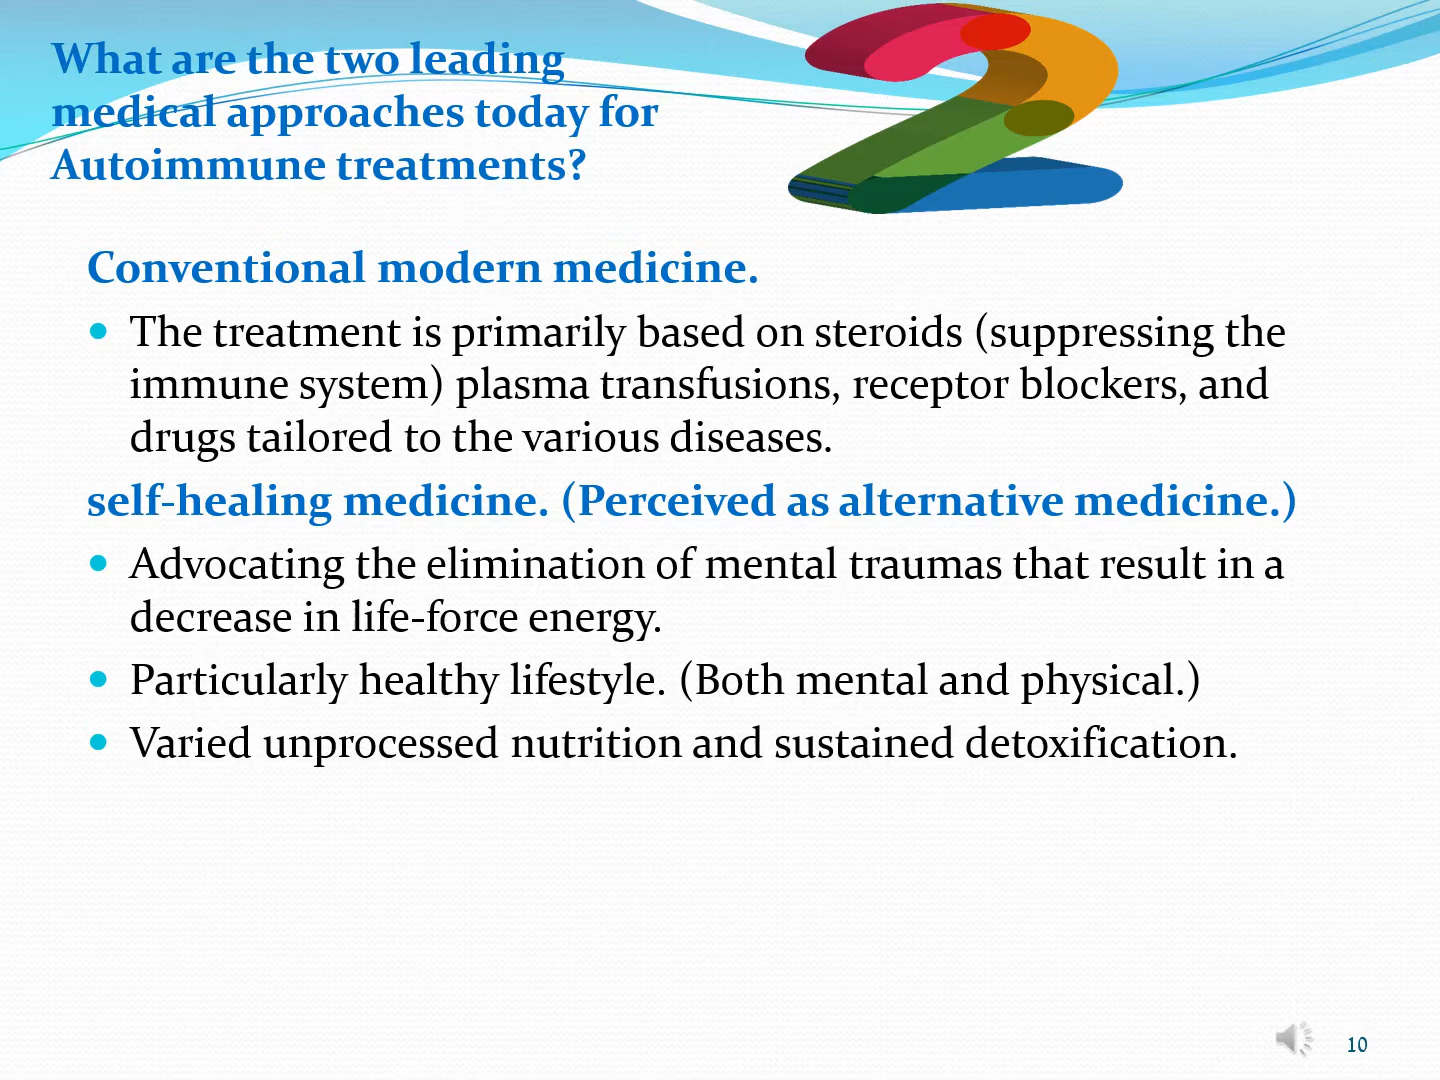 What are the two leading
medical approaches today for
Autoimmune treatments?
2
Conventional modern medicine.
• The treatment is primarily based on steroids (suppressing the
immune system) plasma transfusions, receptor blockers, and
drugs tailored to the various diseases.
self-healing medicine. (Perceived as alternative medicine.)
• Advocating the elimination of mental traumas that result in a
decrease in life-force energy.
• Particularly healthy lifestyle. (Both mental and physical.)
• Varied unprocessed nutrition and sustained detoxification.
10